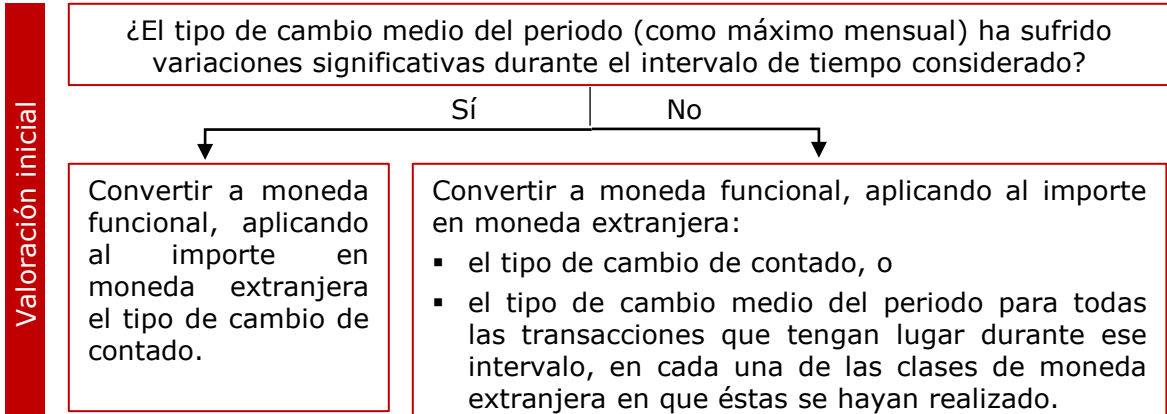 Valoración inicial
¿El tipo de cambio medio del periodo (como máximo mensual) ha sufrido
variaciones significativas durante el intervalo de tiempo considerado?
Sí
No
Convertir a moneda
funcional, aplicando
al importe en
moneda extranjera
el tipo de cambio de
contado.
Convertir a moneda funcional, aplicando al importe
en moneda extranjera:
▪ el tipo de cambio de contado, o
▪ el tipo de cambio medio del periodo para todas
las transacciones que tengan lugar durante ese
intervalo, en cada una de las clases de moneda
extranjera en que éstas se hayan realizado.